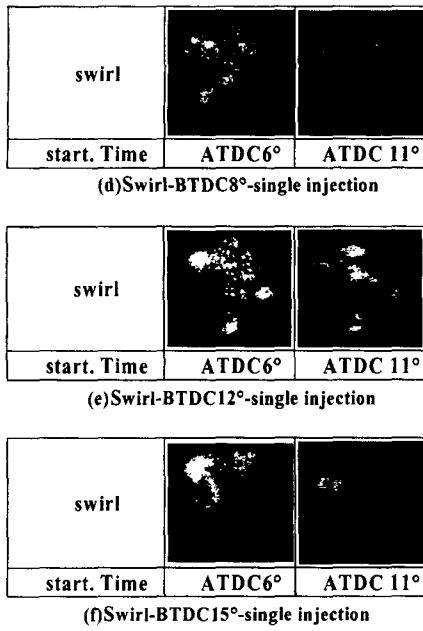 swirl
start. Time ATDC6° ATDC 11°
(d)Swirl-BTDC8°-single injection
swirl
start. Time ATDC6° ATDC 11°
(e)Swirl-BTDC12°-single injection
swirl
start. Time ATDC6° ATDC 11°
(f)Swirl-BTDC15°-single injection